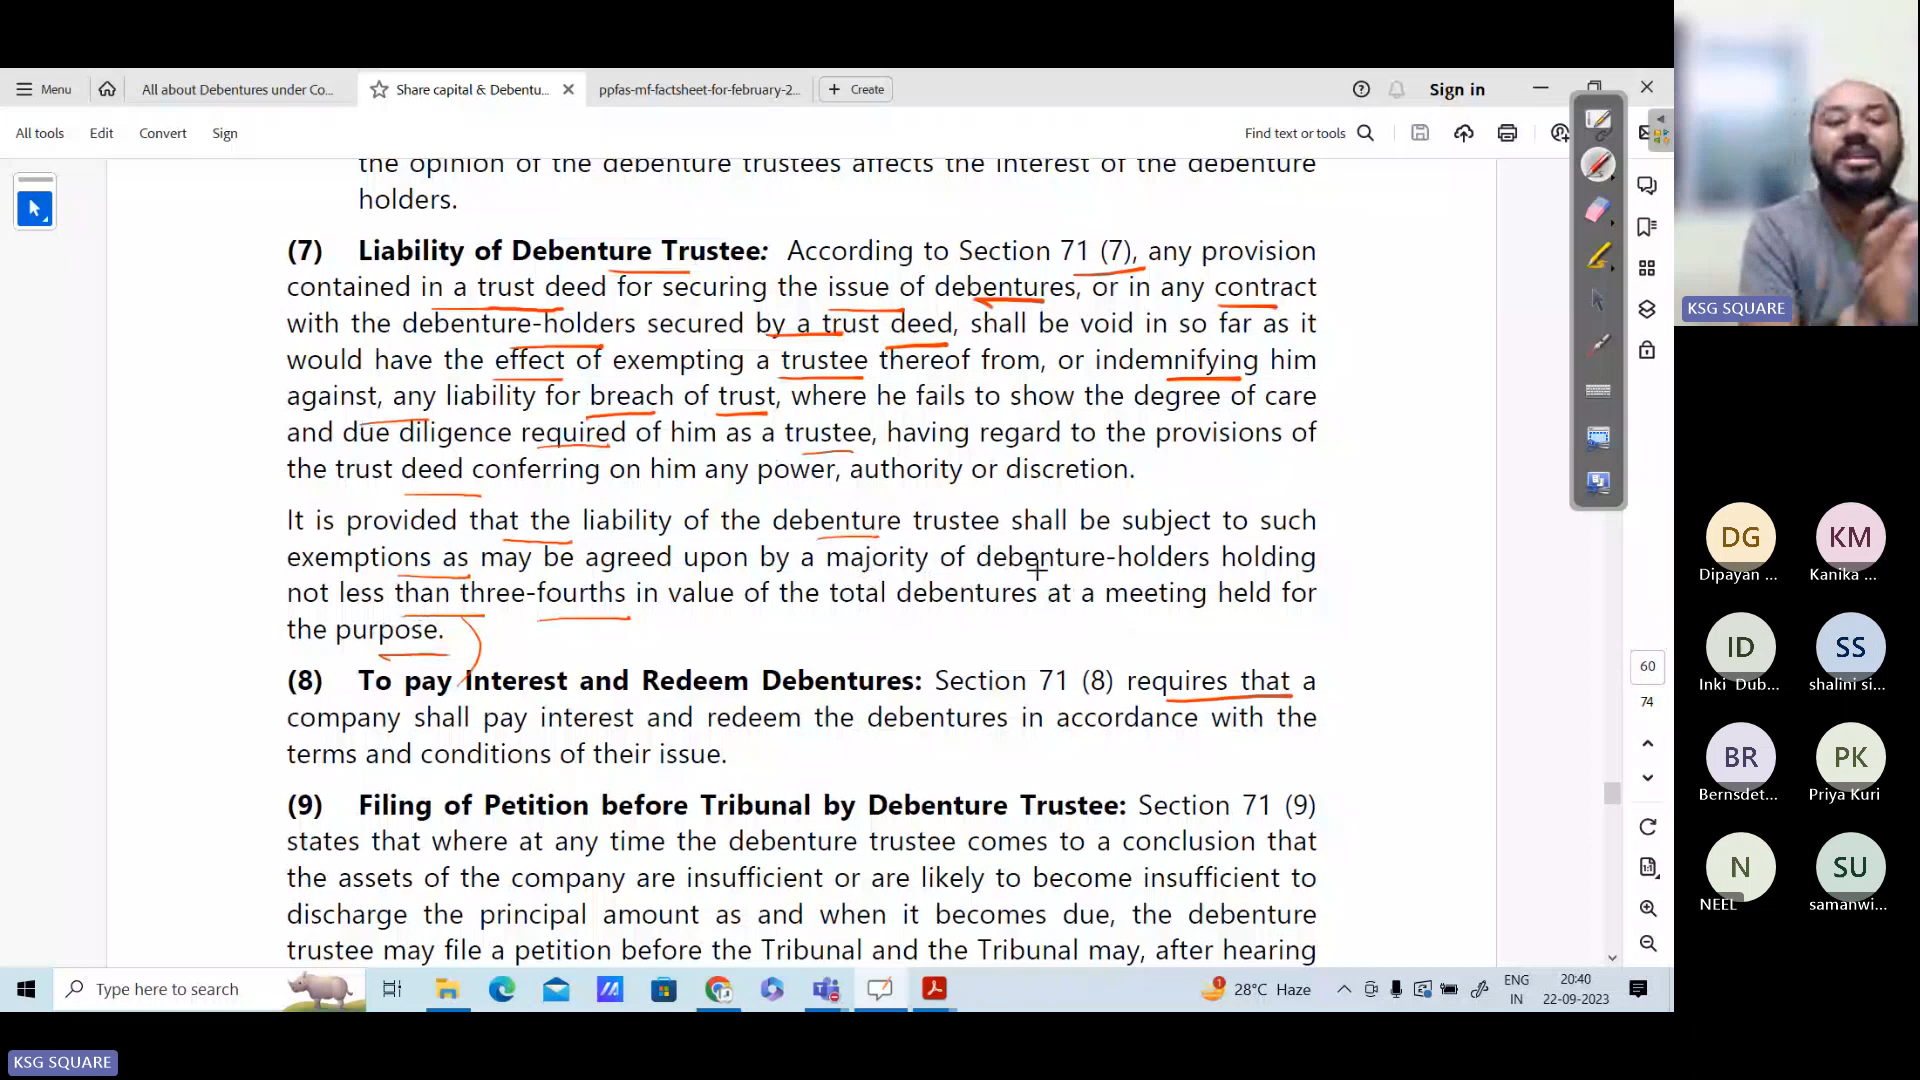 Menu
All about Debentures under Co...
Share capital & Debentu...
ppfas-mf-factsheet-for-february-2...
Create
Sign in
All tools
Edit
Convert
Sign
Find text or tools
the opinion of the debenture trustees affects the interest of the debenture
holders.
(7) Liability of Debenture Trustee: According to Section 71 (7), any provision
contained in a trust deed for securing the issue of debentures, or in any contract
with the debenture-holders secured by a trust deed, shall be void in so far as it
would have the effect of exempting a trustee thereof from, or indemnifying him
against, any liability for breach of trust, where he fails to show the degree of care
and due diligence required of him as a trustee, having regard to the provisions of
the trust deed conferring on him any power, authority or discretion.
It is provided that the liability of the debenture trustee shall be subject to such
exemptions as may be agreed upon by a majority of debenture-holders holding
not less than three-fourths in value of the total debentures at a meeting held for
the purpose.
(8) To pay Interest and Redeem Debentures: Section 71 (8) requires that a
company shall pay interest and redeem the debentures in accordance with the
terms and conditions of their issue.
(9) Filing of Petition before Tribunal by Debenture Trustee: Section 71 (9)
states that where at any time the debenture trustee comes to a conclusion that
the assets of the company are insufficient or are likely to become insufficient to
discharge the principal amount as and when it becomes due, the debenture
trustee may file a petition before the Tribunal and the Tribunal may, after hearing
60
74
KSG SQUARE
DG
KM
Dipayan ...
Kanika ...
ID
SS
Inki Dub...
shalini si...
BR
PK
Bernsdet...
Priya Kuri
N
SU
NEEL
samanwi...
Type here to search
1
28°C Haze
ENG
IN
20:40
22-09-2023
KSG SQUARE